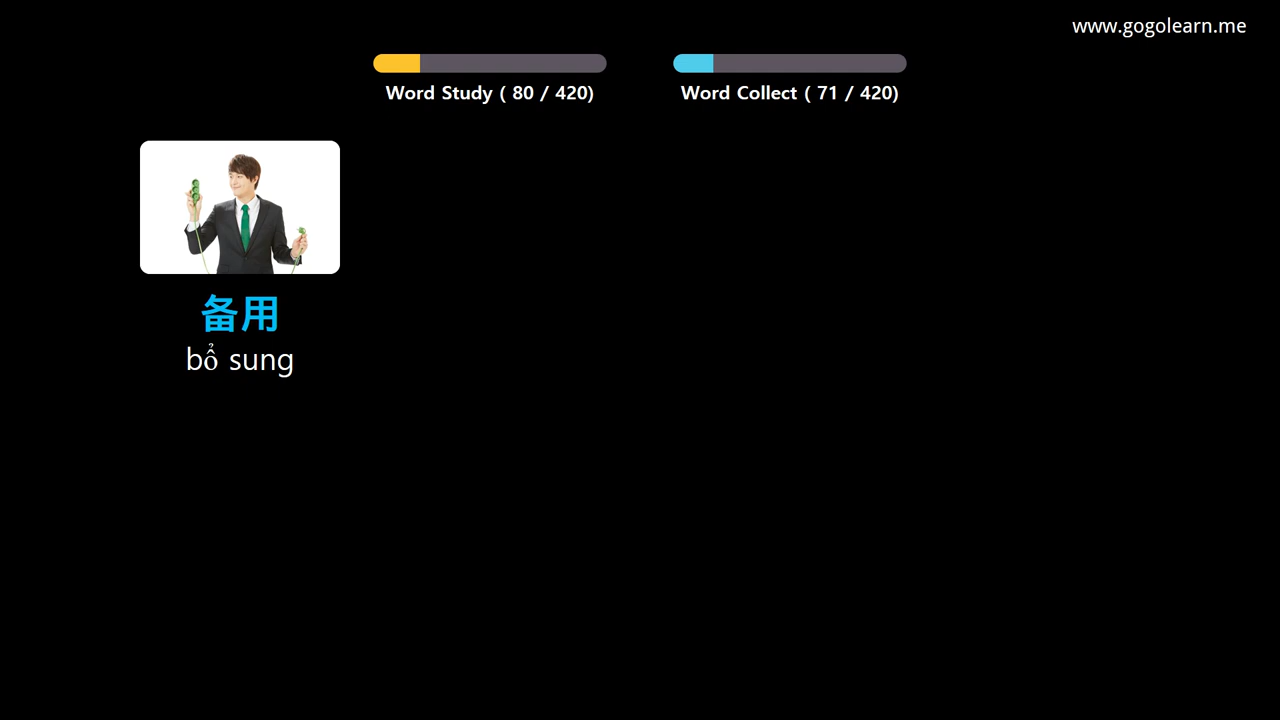 www.gogolearn.me
Word Study ( 80 / 420)
Word Collect ( 71 / 420)
备用
bổ sung